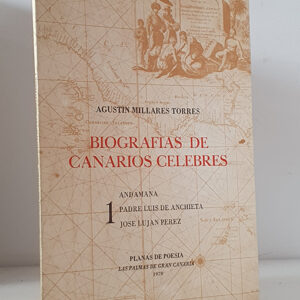 AGUSTIN MILLARES TORRES
BIOGRAFIAS DE
CANARIOS CELEBRES
ANDAMANA
1 PADRE LUIS DE ANCHIETA
JOSE LUJAN PEREZ
PLANAS DE POESIA
LAS PALMAS DE GRAN CANARIA
1979